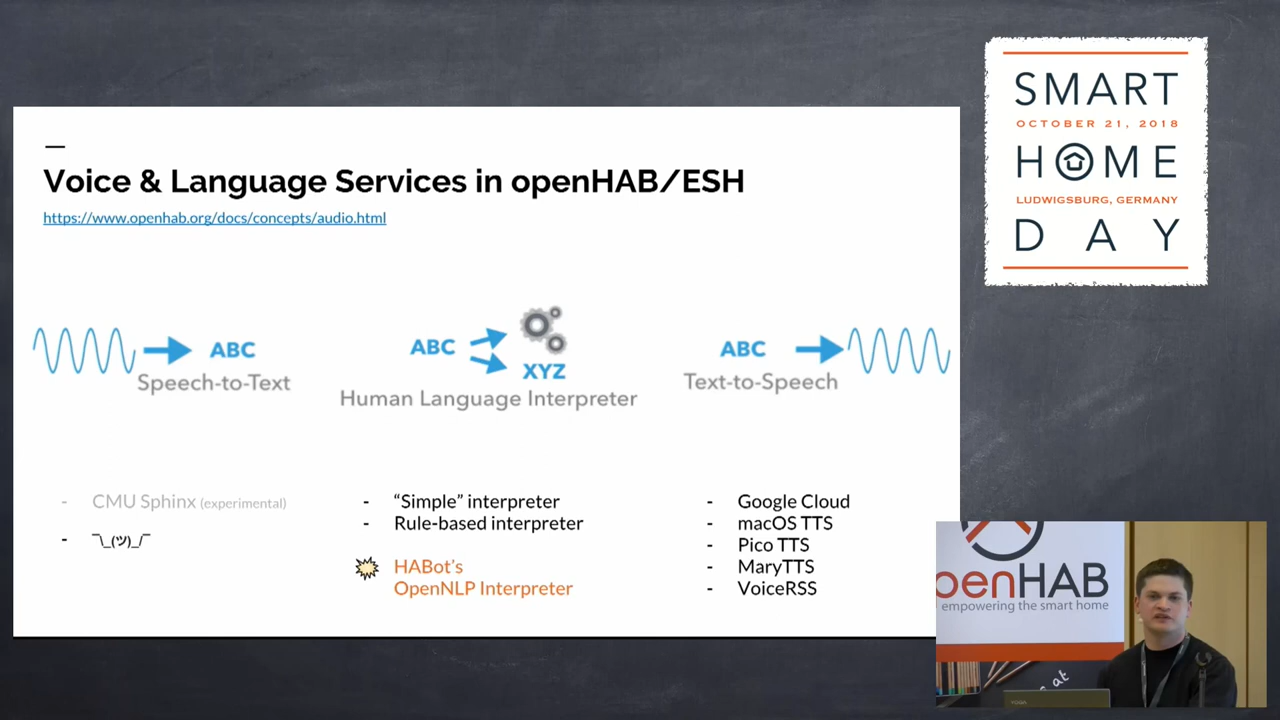 Voice & Language Services in openHAB/ESH
https://www.openhab.org/docs/concepts/audio.html
ABC
Speech-to-Text
ABC
XYZ
Human Language Interpreter
ABC
Text-to-Speech
- CMU Sphinx (experimental)
- ¯\_(ツ)_/¯
- “Simple” interpreter
- Rule-based interpreter
HABot's
OpenNLP Interpreter
- Google Cloud
- macOS TTS
- Pico TTS
- MaryTTS
- VoiceRSS
SMART
OCTOBER 21, 2018
HOME
LUDWIGSBURG, GERMANY
DAY
penHAB
empowering the smart home
at
YOGA